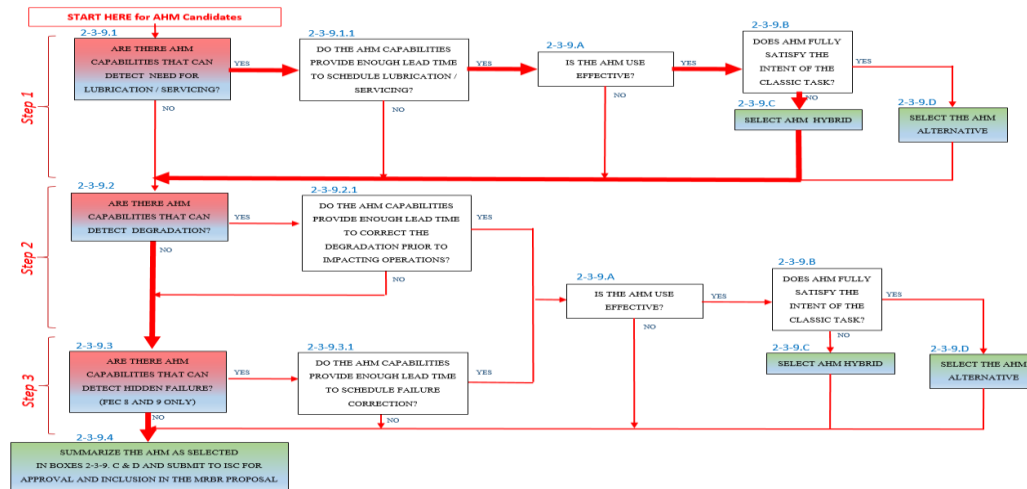 START HERE for AHM Candidates
Step 1
2-3-9.1
ARE THERE AHM
CAPABILITIES THAT CAN
DETECT NEED FOR
LUBRICATION / SERVICING?
YES
NO
2-3-9.1.1
DO THE AHM CAPABILITIES
PROVIDE ENOUGH LEAD TIME
TO SCHEDULE LUBRICATION /
SERVICING?
YES
NO
2-3-9.A
IS THE AHM USE
EFFECTIVE?
YES
NO
2-3-9.B
DOES AHM FULLY
SATISFY THE
INTENT OF THE
CLASSIC TASK?
YES
NO
2-3-9.C
SELECT AHM HYBRID
2-3-9.D
SELECT THE AHM
ALTERNATIVE
Step 2
2-3-9.2
ARE THERE AHM
CAPABILITIES THAT CAN
DETECT DEGRADATION?
YES
NO
2-3-9.2.1
DO THE AHM CAPABILITIES
PROVIDE ENOUGH LEAD TIME
TO CORRECT THE
DEGRADATION PRIOR TO
IMPACTING OPERATIONS?
YES
NO
2-3-9.A
IS THE AHM USE
EFFECTIVE?
YES
NO
2-3-9.B
DOES AHM FULLY
SATISFY THE
INTENT OF THE
CLASSIC TASK?
YES
NO
2-3-9.C
SELECT AHM HYBRID
2-3-9.D
SELECT THE AHM
ALTERNATIVE
Step 3
2-3-9.3
ARE THERE AHM
CAPABILITIES THAT CAN
DETECT HIDDEN FAILURE?
(FEC 8 AND 9 ONLY)
YES
NO
2-3-9.3.1
DO THE AHM CAPABILITIES
PROVIDE ENOUGH LEAD TIME
TO SCHEDULE FAILURE
CORRECTION?
YES
NO
2-3-9.4
SUMMARIZE THE AHM AS SELECTED
IN BOXES 2-3-9. C & D AND SUBMIT TO ISC FOR
APPROVAL AND INCLUSION IN THE MRBR PROPOSAL